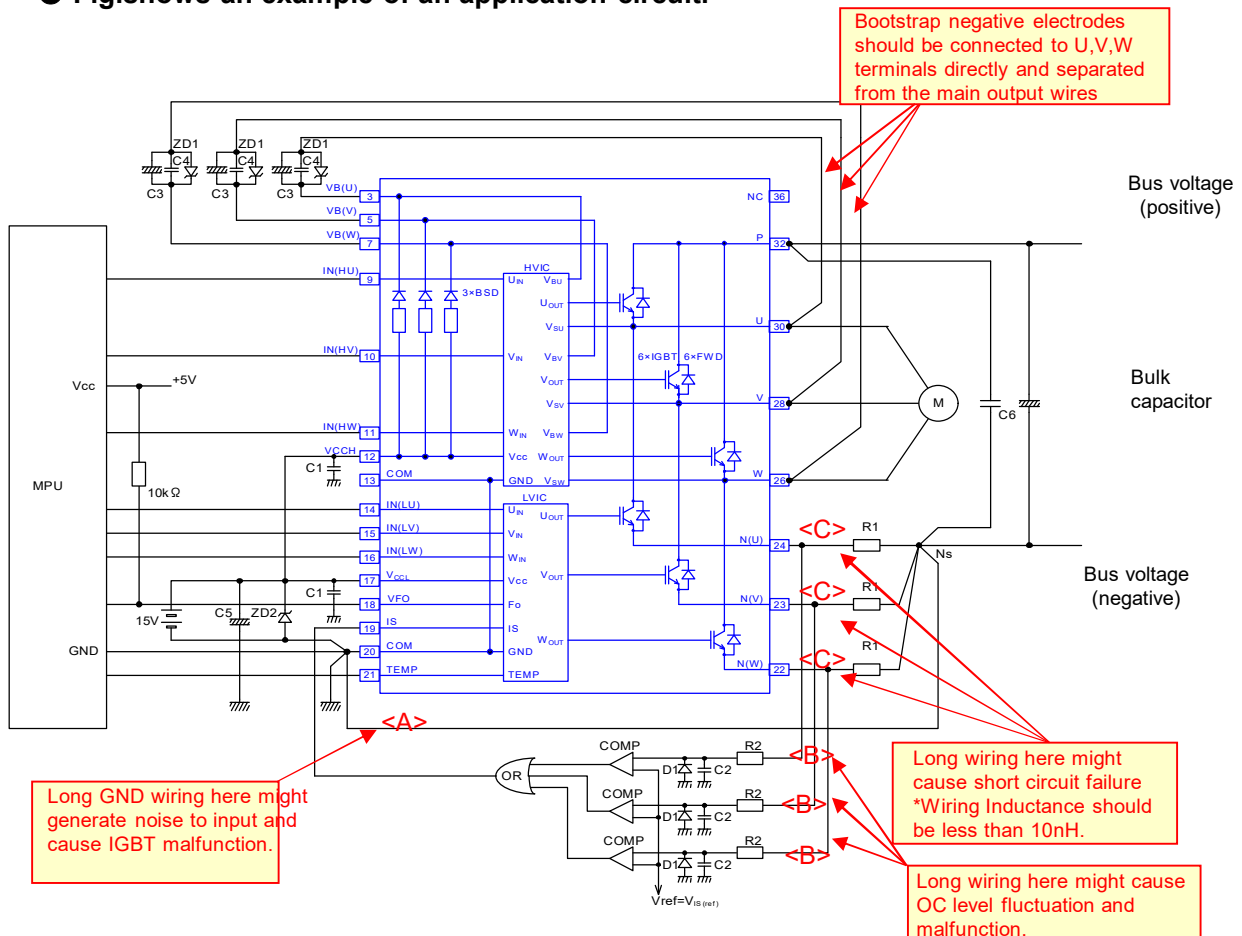 ● Fig.shows an example of an application circuit.
Bootstrap negative electrodes
should be connected to U,V,W
terminals directly and separated
from the main output wires
ZD1
ZD1
ZD1
C4
C4
C4
C3
C3
C3
Bus voltage
(positive)
VB(U)
3
VB(V)
5
VB(W)
7
NC
36
P
32
IN(HU)
9
3×BSD
HVIC
UIN
VBU
UOUT
VSU
U
30
IN(HV)
10
VIN
VBV
6×IGBT 6×FWD
VOUT
VSV
V
28
M
C6
Bulk
capacitor
Vcc
+5V
IN(HW)
11
WIN
VBW
VCCH
12
C1
Vcc
WOUT
COM
13
GND
VSW
W
26
MPU
10kΩ
LVIC
IN(LU)
14
UIN
UOUT
IN(LV)
15
VIN
N(U)
24
<C>
R1
Ns
IN(LW)
16
WIN
VCCL
17
Vcc
VOUT
Bus voltage
(negative)
C1
VFO
18
Fo
N(V)
23
<C>
R1
15V
C5
ZD2
IS
19
IS
WOUT
GND
COM
20
GND
N(W)
22
<C>
R1
TEMP
21
TEMP
<A>
COMP
R2
<B>
D1
C2
OR
COMP
R2
<B>
D1
C2
COMP
R2
<B>
D1
C2
Vref=VIS(ref)
Long GND wiring here might
generate noise to input and
cause IGBT malfunction.
Long wiring here might
cause short circuit failure
*Wiring Inductance should
be less than 10nH.
Long wiring here might cause
OC level fluctuation and
malfunction.